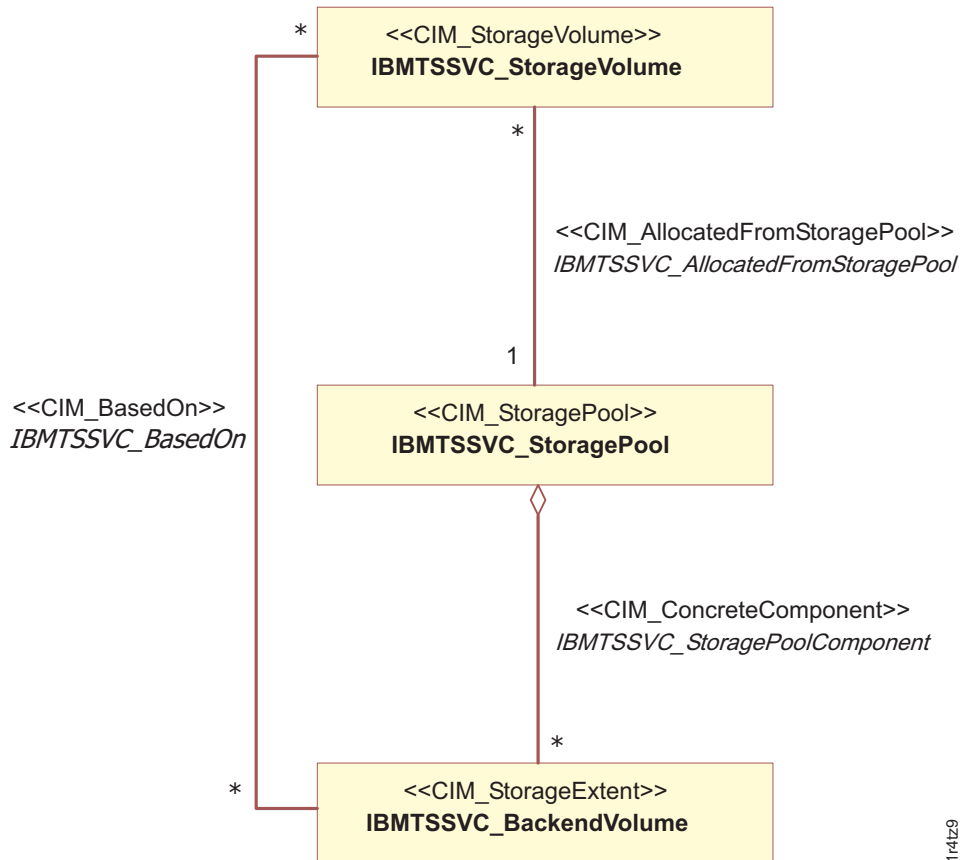 *
<<CIM_StorageVolume>>
IBMTSSVC_StorageVolume
*
<<CIM_AllocatedFromStoragePool>>
IBMTSSVC_AllocatedFromStoragePool
1
<<CIM_BasedOn>>
IBMTSSVC_BasedOn
<<CIM_StoragePool>>
IBMTSSVC_StoragePool
<<CIM_ConcreteComponent>>
IBMTSSVC_StoragePoolComponent
*
*
<<CIM_StorageExtent>>
IBMTSSVC_BackendVolume
1r4tz9